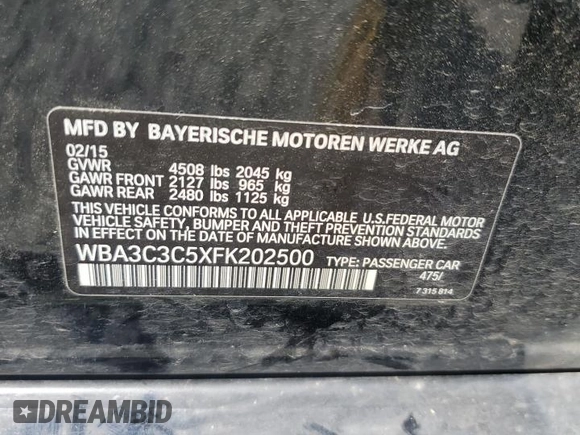 MFD BY BAYERISCHE MOTOREN WERKE AG
02/15
GVWR 4508 lbs 2045 kg
GAWR FRONT 2127 lbs 965 kg
GAWR REAR 2480 lbs 1125 kg
THIS VEHICLE CONFORMS TO ALL APPLICABLE U.S.FEDERAL MOTOR
VEHICLE SAFETY, BUMPER AND THEFT PREVENTION STANDARDS
IN EFFECT ON THE DATE OF MANUFACTURE SHOWN ABOVE.
WBA3C3C5XFK202500 TYPE: PASSENGER CAR
475/
7 315 814
DREAMBID